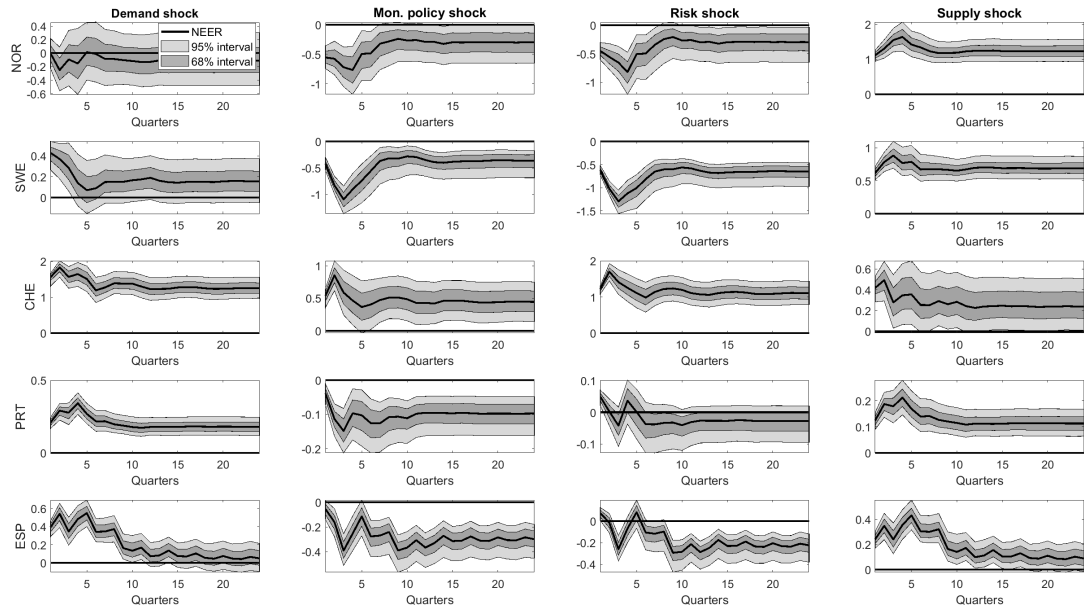 Demand shock Mon. policy shock Risk shock Supply shock
NOR
0.4
0.2
0
-0.2
-0.4
-0.6
NEER
95% interval
68% interval
5 10 15 20
Quarters
0
-0.5
-1
5 10 15 20
Quarters
0
-0.5
-1
5 10 15 20
Quarters
2
1
0
5 10 15 20
Quarters
SWE
0.4
0.2
0
5 10 15 20
Quarters
0
-0.5
-1
5 10 15 20
Quarters
0
-0.5
-1
-1.5
5 10 15 20
Quarters
1
0.5
0
5 10 15 20
Quarters
CHE
2
1
0
5 10 15 20
Quarters
1
0.5
0
5 10 15 20
Quarters
2
1
0
5 10 15 20
Quarters
0.6
0.4
0.2
0
5 10 15 20
Quarters
PRT
0.5
0
5 10 15 20
Quarters
0
-0.1
-0.2
5 10 15 20
Quarters
0.1
0
-0.1
5 10 15 20
Quarters
0.2
0.1
0
5 10 15 20
Quarters
ESP
0.6
0.4
0.2
0
5 10 15 20
Quarters
0
-0.2
-0.4
5 10 15 20
Quarters
0
-0.2
-0.4
5 10 15 20
Quarters
0.6
0.4
0.2
0
5 10 15 20
Quarters